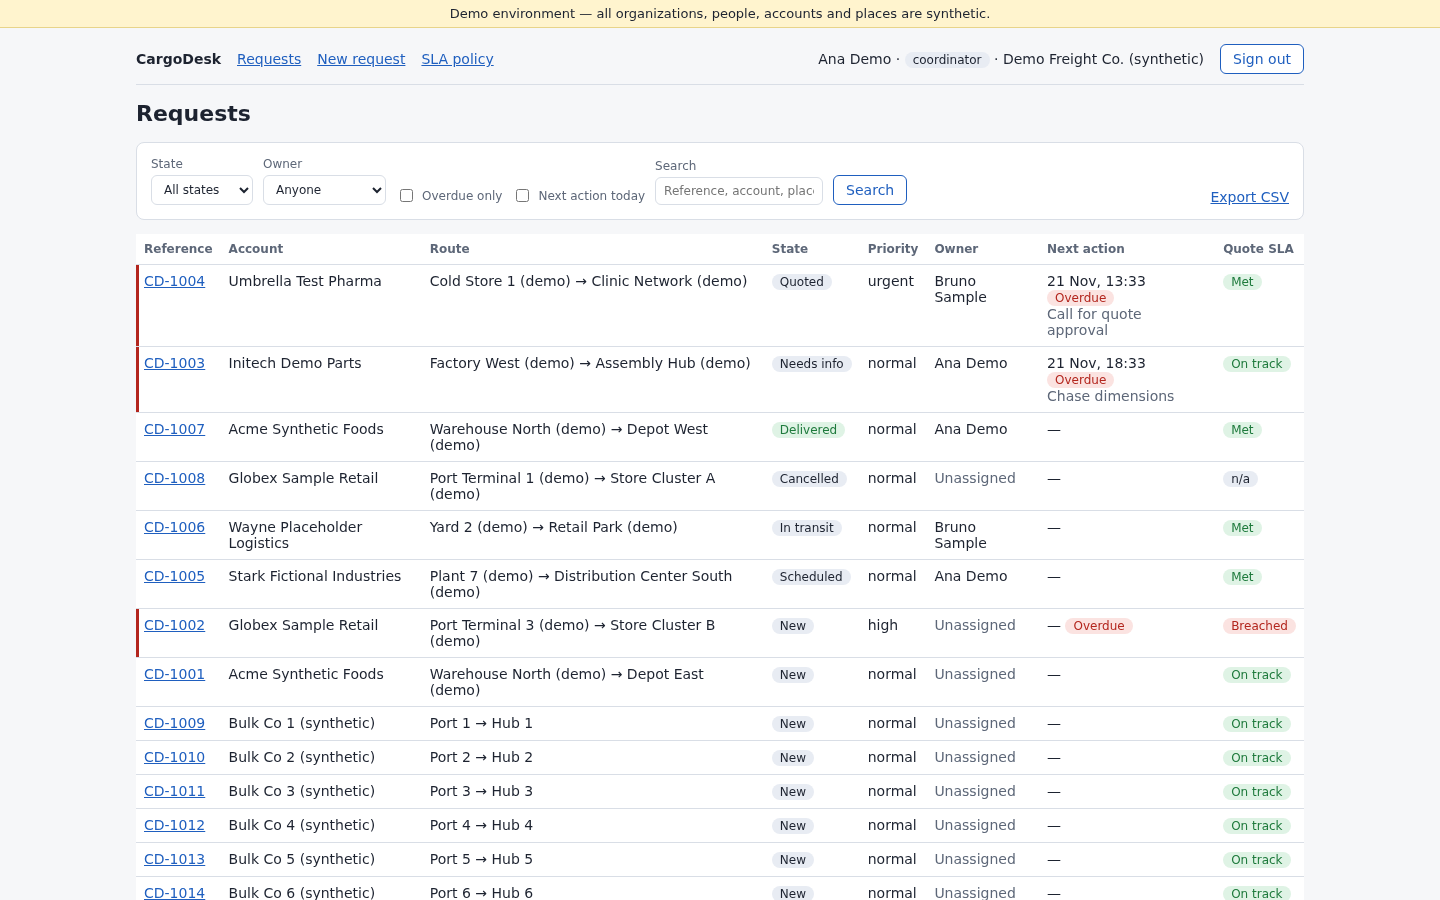 Demo environment — all organizations, people, accounts and places are synthetic.
CargoDesk Requests New request SLA policy Ana Demo · coordinator · Demo Freight Co. (synthetic) Sign out
Requests
State Owner Search
All states Anyone Overdue only Next action today Reference, account, plac Search Export CSV
Reference Account Route State Priority Owner Next action Quote SLA
CD-1004 Umbrella Test Pharma Cold Store 1 (demo) → Clinic Network (demo) Quoted urgent Bruno 21 Nov, 13:33 Met
Sample Overdue
Call for quote
approval
CD-1003 Initech Demo Parts Factory West (demo) → Assembly Hub (demo) Needs info normal Ana Demo 21 Nov, 18:33 On track
Overdue
Chase dimensions
CD-1007 Acme Synthetic Foods Warehouse North (demo) → Depot West Delivered normal Ana Demo — Met
(demo)
CD-1008 Globex Sample Retail Port Terminal 1 (demo) → Store Cluster A Cancelled normal Unassigned — n/a
(demo)
CD-1006 Wayne Placeholder Yard 2 (demo) → Retail Park (demo) In transit normal Bruno — Met
Logistics Sample
CD-1005 Stark Fictional Industries Plant 7 (demo) → Distribution Center South Scheduled normal Ana Demo — Met
(demo)
CD-1002 Globex Sample Retail Port Terminal 3 (demo) → Store Cluster B New high Unassigned — Overdue Breached
(demo)
CD-1001 Acme Synthetic Foods Warehouse North (demo) → Depot East New normal Unassigned — On track
(demo)
CD-1009 Bulk Co 1 (synthetic) Port 1 → Hub 1 New normal Unassigned — On track
CD-1010 Bulk Co 2 (synthetic) Port 2 → Hub 2 New normal Unassigned — On track
CD-1011 Bulk Co 3 (synthetic) Port 3 → Hub 3 New normal Unassigned — On track
CD-1012 Bulk Co 4 (synthetic) Port 4 → Hub 4 New normal Unassigned — On track
CD-1013 Bulk Co 5 (synthetic) Port 5 → Hub 5 New normal Unassigned — On track
CD-1014 Bulk Co 6 (synthetic) Port 6 → Hub 6 New normal Unassigned — On track